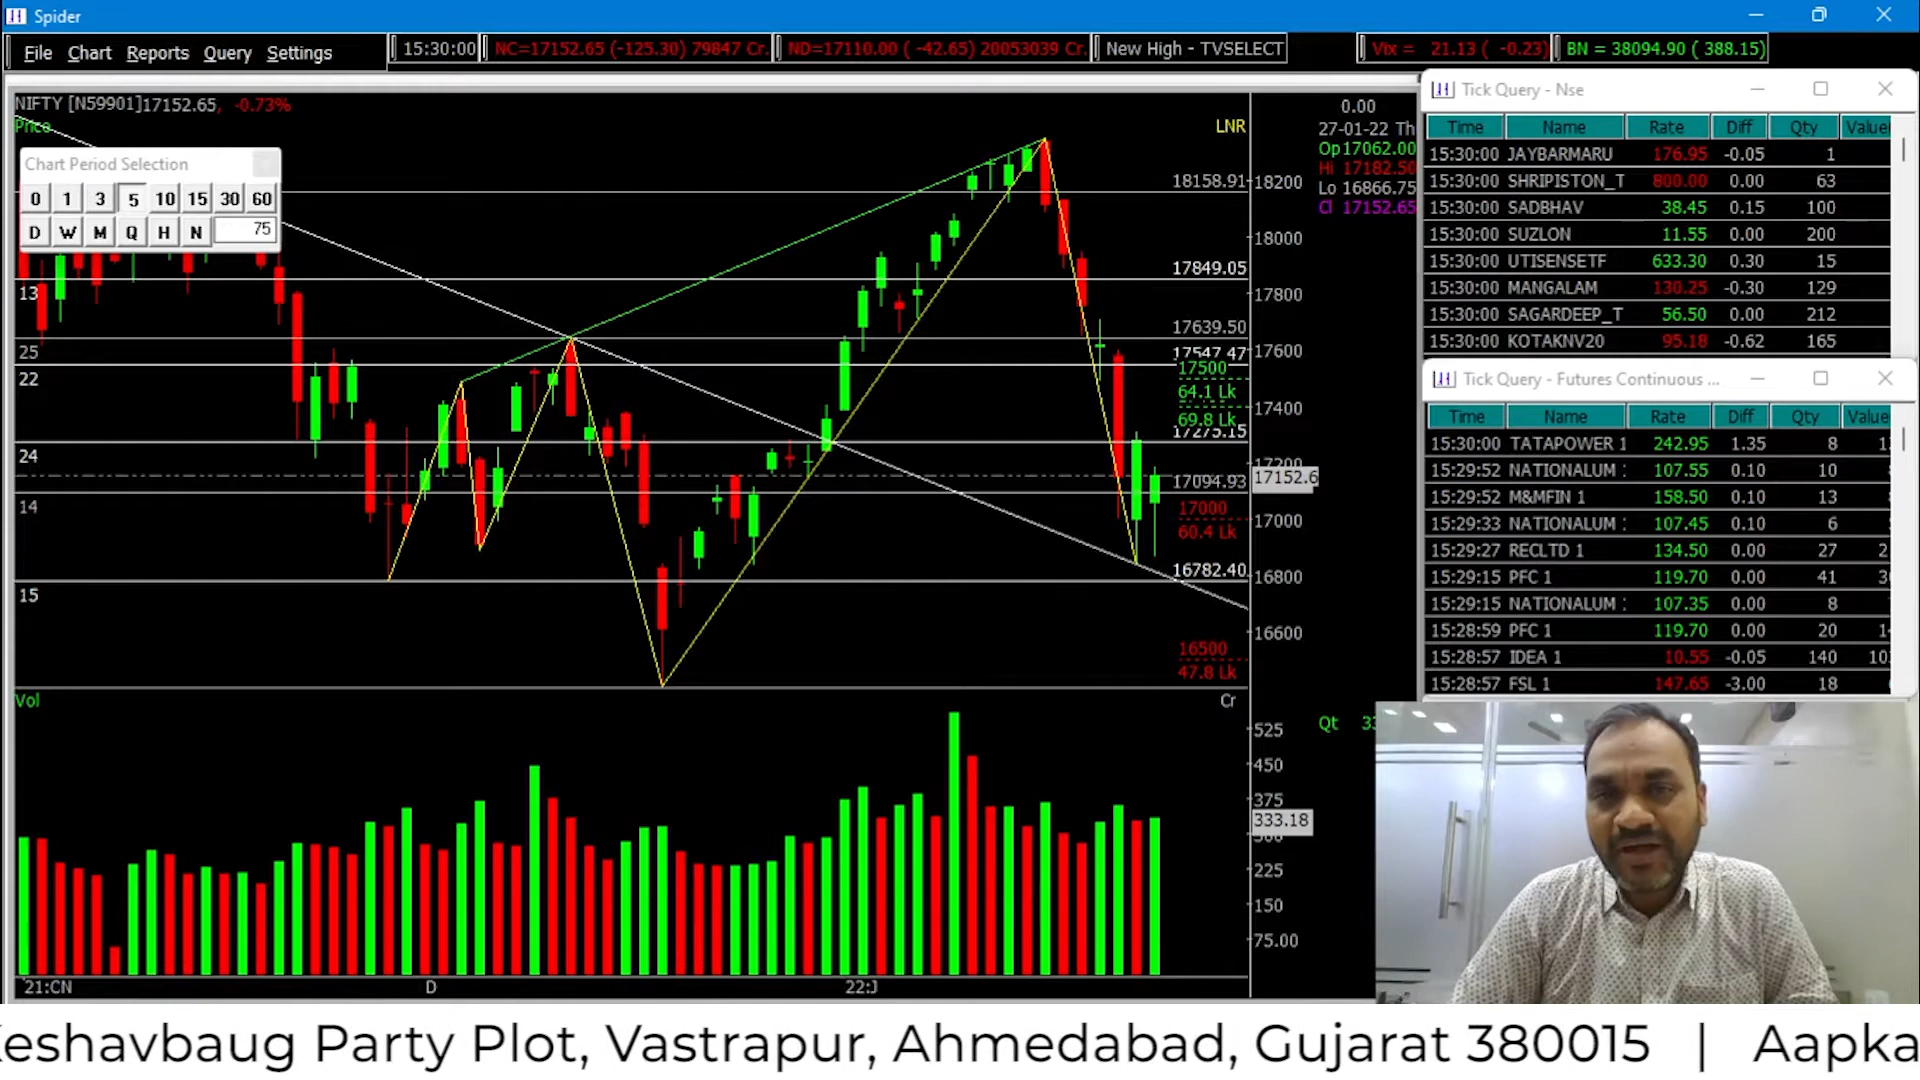 Spider
File Chart Reports Query Settings
15:30:00
NC=17152.65 (-125.30) 79847 Cr.
ND=17110.00 ( -42.65) 20053039 Cr.
New High - TVSELECT
Vix = 21.13 ( -0.23)
BN = 38094.90 ( 388.15)
NIFTY [N59901]17152.65, -0.73%
Price
LNR
Chart Period Selection
0 1 3 5 10 15 30 60
D W M Q H N 75
18158.91
17849.05
17639.50
17547.47
17500
64.1 Lk
69.8 Lk
17275.15
17094.93
17000
60.4 Lk
16782.40
16500
47.8 Lk
13
25
22
24
14
15
18200
18000
17800
17600
17400
17200
17152.6
17000
16800
16600
0.00
27-01-22 Th
Op17062.00
Hi 17182.50
Lo 16866.75
Cl 17152.65
Vol
Cr
Qt
525
450
375
333.18
225
150
75.00
21:CN D 22:J
Tick Query - Nse
Time Name Rate Diff Qty Value
15:30:00 JAYBARMARU 176.95 -0.05 1
15:30:00 SHRIPISTON_T 800.00 0.00 63
15:30:00 SADBHAV 38.45 0.15 100
15:30:00 SUZLON 11.55 0.00 200
15:30:00 UTISENSETF 633.30 0.30 15
15:30:00 MANGALAM 130.25 -0.30 129
15:30:00 SAGARDEEP_T 56.50 0.00 212
15:30:00 KOTAKNV20 95.18 -0.62 165
Tick Query - Futures Continuous ...
Time Name Rate Diff Qty Value
15:30:00 TATAPOWER 1 242.95 1.35 8
15:29:52 NATIONALUM 107.55 0.10 10
15:29:52 M&MFIN 1 158.50 0.10 13
15:29:33 NATIONALUM 107.45 0.10 6
15:29:27 RECLTD 1 134.50 0.00 27
15:29:15 PFC 1 119.70 0.00 41
15:29:15 NATIONALUM 107.35 0.00 8
15:28:59 PFC 1 119.70 0.00 20
15:28:57 IDEA 1 10.55 -0.05 140
15:28:57 FSL 1 147.65 -3.00 18
eshavbaug Party Plot, Vastrapur, Ahmedabad, Gujarat 380015 | Aapka